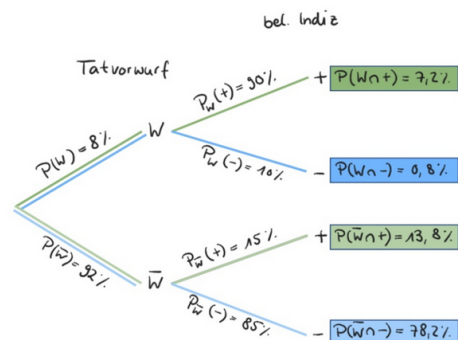 bel. Indiz
Tatvorwurf
P(W) = 8%
W
P_W(+) = 90%
+ P(W∩+) = 7,2%
P_W(-) = 10%
- P(W∩-) = 0,8%
P(W̅) = 92%
W̅
P_W̅(+) = 15%
+ P(W̅∩+) = 13,8%
P_W̅(-) = 85%
- P(W̅∩-) = 78,2%